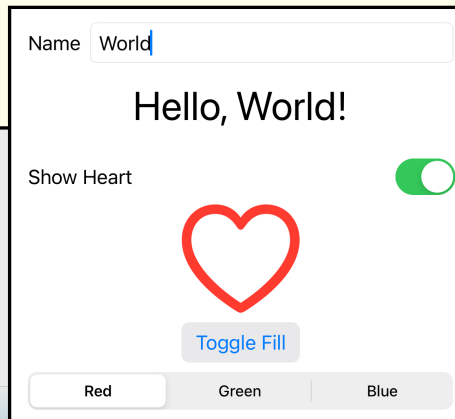 Name World
Hello, World!
Show Heart
Toggle Fill
Red Green Blue